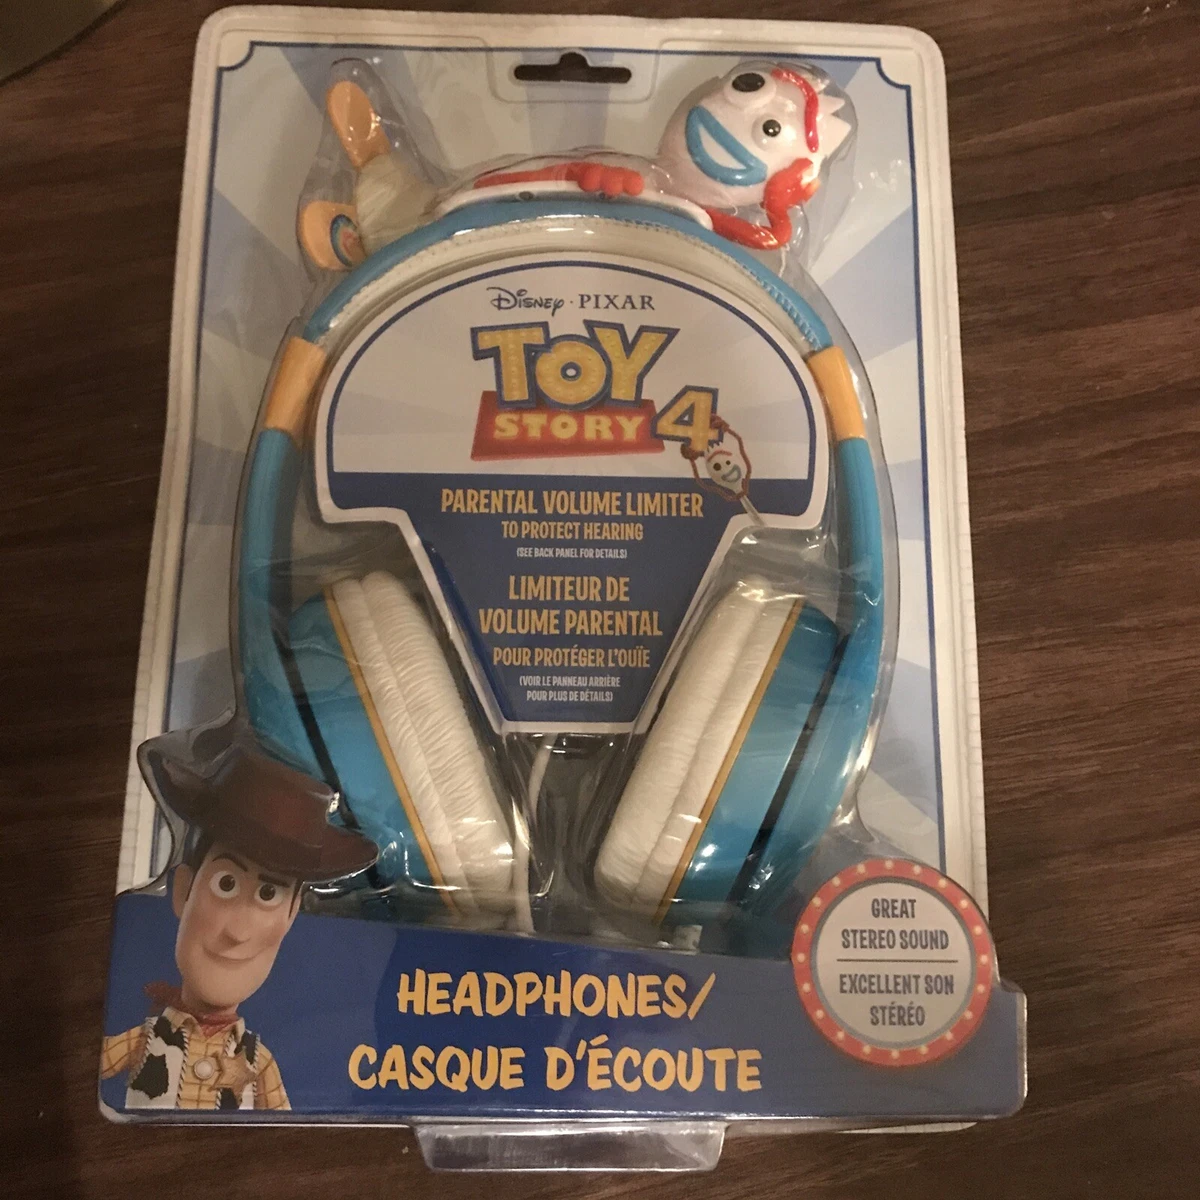 Disney · PIXAR
TOY
STORY 4
PARENTAL VOLUME LIMITER
TO PROTECT HEARING
(SEE BACK PANEL FOR DETAILS)
LIMITEUR DE
VOLUME PARENTAL
POUR PROTÉGER L'OUÏE
(VOIR LE PANNEAU ARRIÈRE
POUR PLUS DE DÉTAILS)
GREAT
STEREO SOUND
EXCELLENT SON
STÉRÉO
HEADPHONES/
CASQUE D'ÉCOUTE